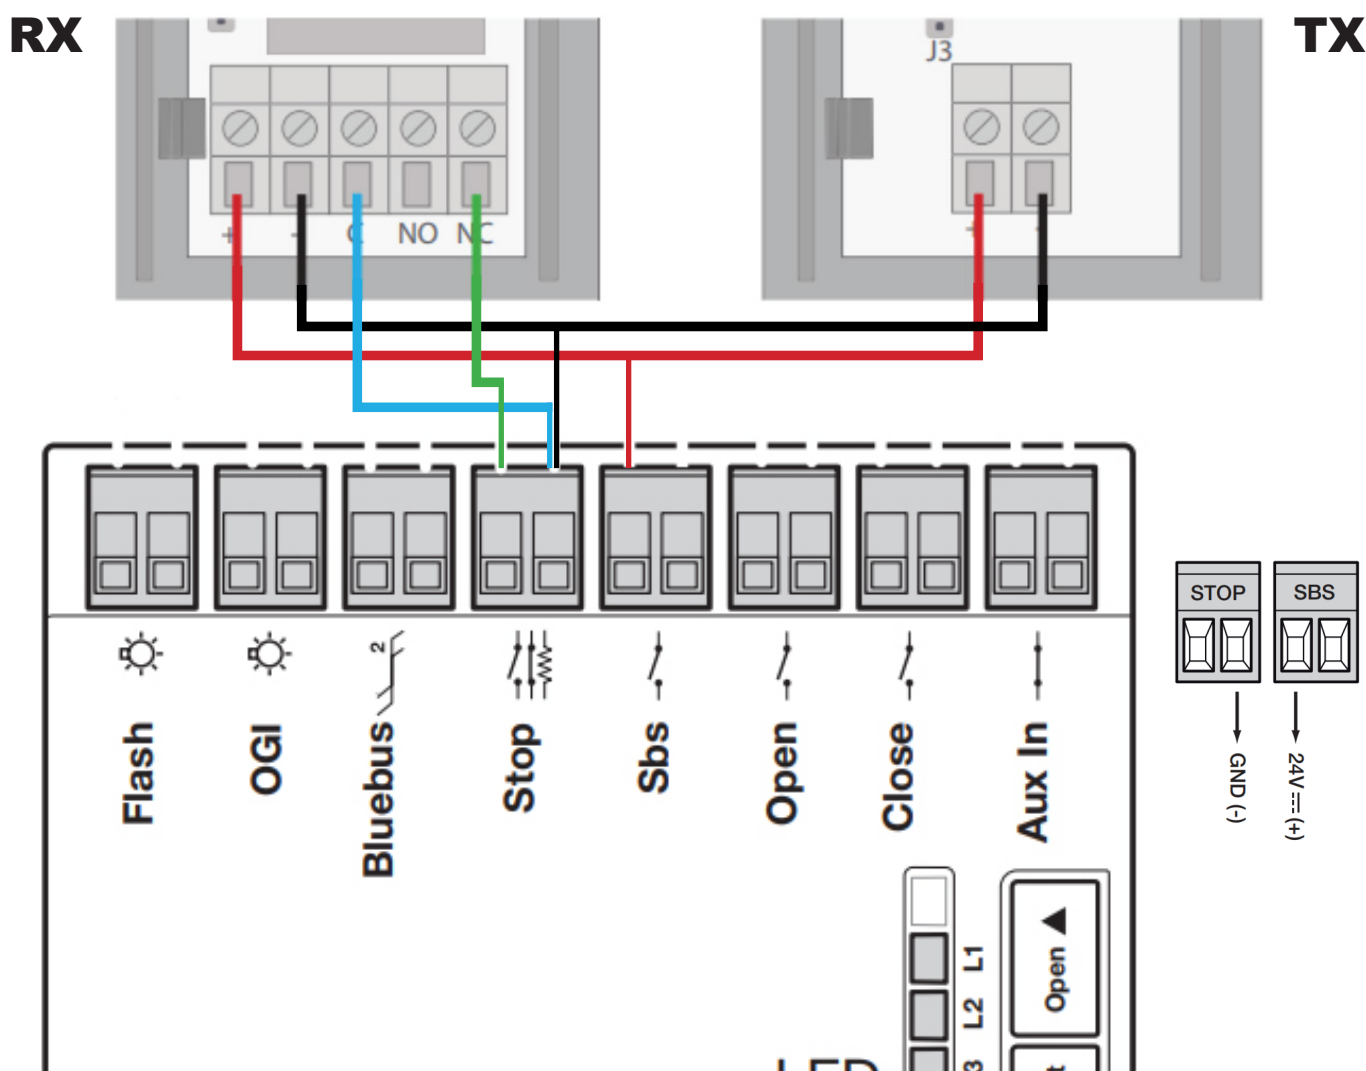 RX
TX
J3
+ - C NO NC
+ -
2
Flash
OGI
Bluebus
Stop
Sbs
Open
Close
Aux In
STOP
SBS
GND (-)
24V⎓(+)
L1
L2
Open ▲